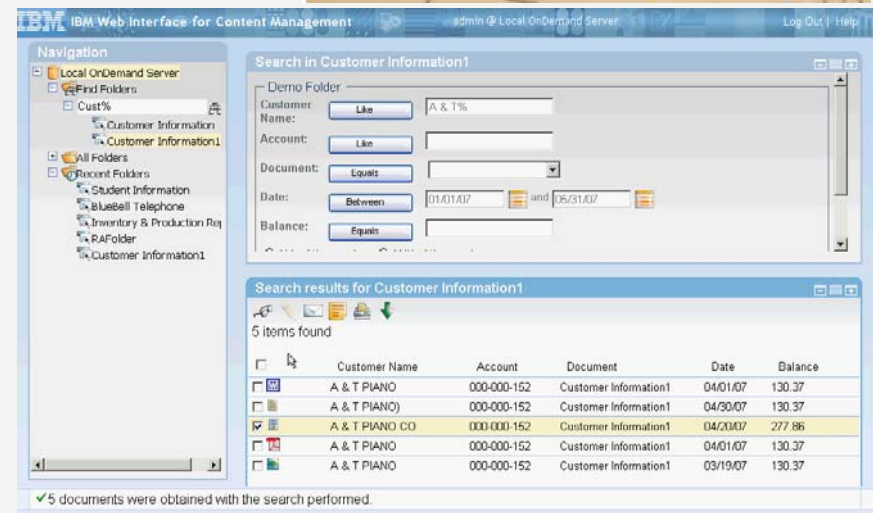 IBM IBM Web Interface for Content Management admin @ Local OnDemand Server Log Out | Help
Navigation
Local OnDemand Server
Find Folders
Cust%
Customer Information
Customer Information1
All Folders
Recent Folders
Student Information
BlueBell Telephone
Inventory & Production Rep
RAFolder
Customer Information1
Search in Customer Information1
Demo Folder
Customer Name: Like A & T%
Account: Like
Document: Equals
Date: Between 01/01/07 and 05/31/07
Balance: Equals
Search results for Customer Information1
5 items found
Customer Name Account Document Date Balance
A & T PIANO 000-000-152 Customer Information1 04/01/07 130.37
A & T PIANO) 000-000-152 Customer Information1 04/30/07 130.37
A & T PIANO CO 000-000-152 Customer Information1 04/20/07 277.86
A & T PIANO 000-000-152 Customer Information1 04/01/07 130.37
A & T PIANO 000-000-152 Customer Information1 03/19/07 130.37
5 documents were obtained with the search performed.